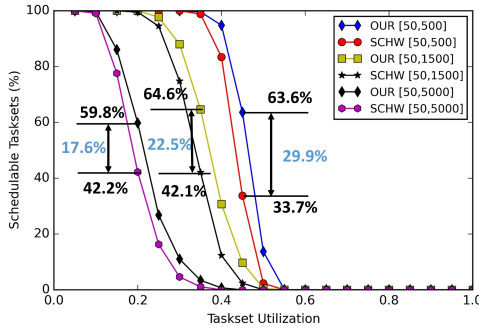 100
80
60
40
20
0
0.0
0.2
0.4
0.6
0.8
1.0
Schedulable Tasksets (%)
Taskset Utilization
OUR [50,500]
SCHW [50,500]
OUR [50,1500]
SCHW [50,1500]
OUR [50,5000]
SCHW [50,5000]
59.8%
17.6%
42.2%
64.6%
22.5%
42.1%
63.6%
29.9%
33.7%